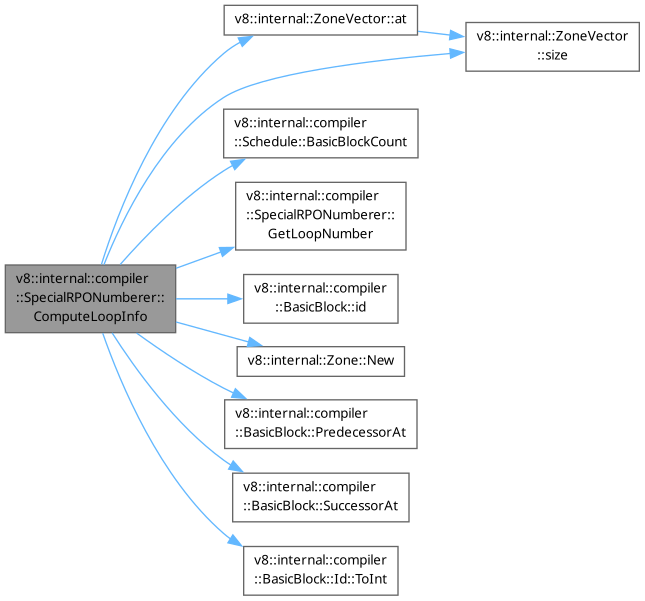 v8::internal::ZoneVector::at
v8::internal::ZoneVector
::size
v8::internal::compiler
::Schedule::BasicBlockCount
v8::internal::compiler
::SpecialRPONumberer::
GetLoopNumber
v8::internal::compiler
::SpecialRPONumberer::
ComputeLoopInfo
v8::internal::compiler
::BasicBlock::id
v8::internal::Zone::New
v8::internal::compiler
::BasicBlock::PredecessorAt
v8::internal::compiler
::BasicBlock::SuccessorAt
v8::internal::compiler
::BasicBlock::Id::ToInt